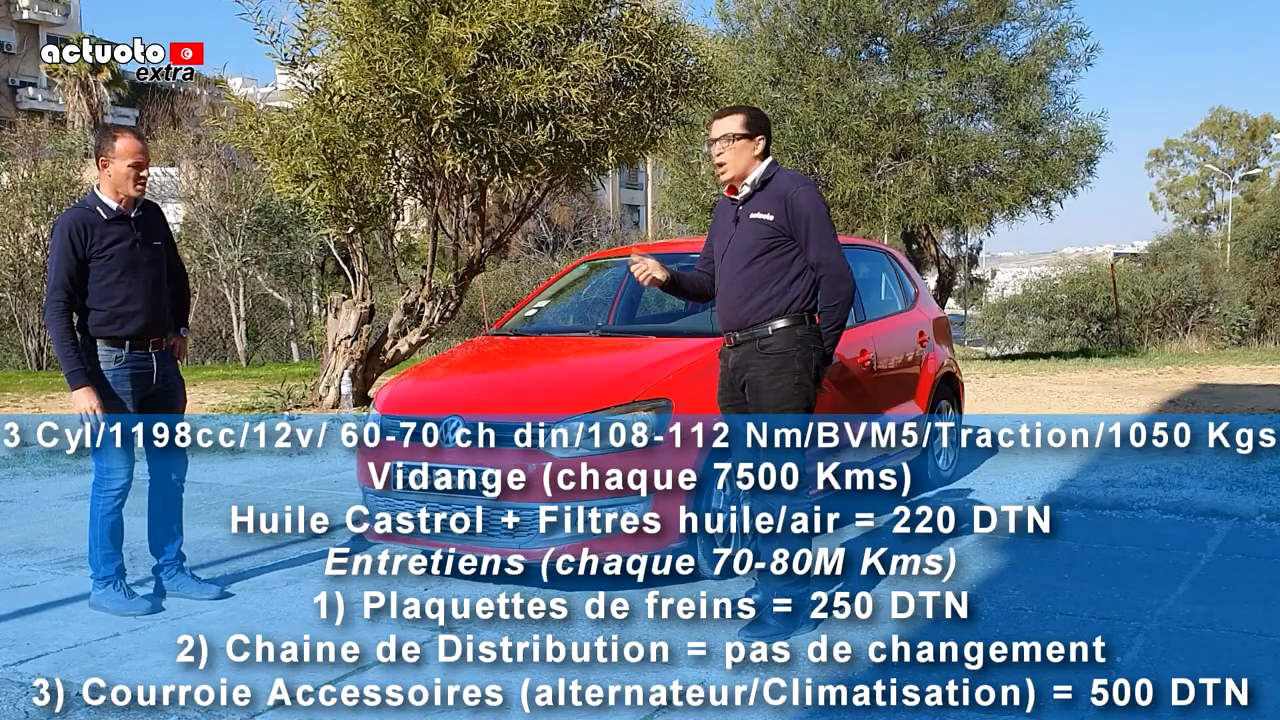 actuoto
extra
actuoto
3 Cyl/1198cc/12v/ 60-70 ch din/108-112 Nm/BVM5/Traction/1050 Kgs
Vidange (chaque 7500 Kms)
Huile Castrol + Filtres huile/air = 220 DTN
Entretiens (chaque 70-80M Kms)
1) Plaquettes de freins = 250 DTN
2) Chaine de Distribution = pas de changement
3) Courroie Accessoires (alternateur/Climatisation) = 500 DTN